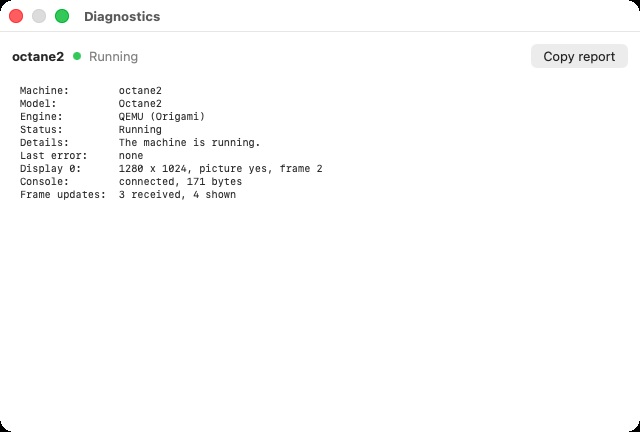 Diagnostics
octane2 Running Copy report
Machine: octane2
Model: Octane2
Engine: QEMU (Origami)
Status: Running
Details: The machine is running.
Last error: none
Display 0: 1280 x 1024, picture yes, frame 2
Console: connected, 171 bytes
Frame updates: 3 received, 4 shown